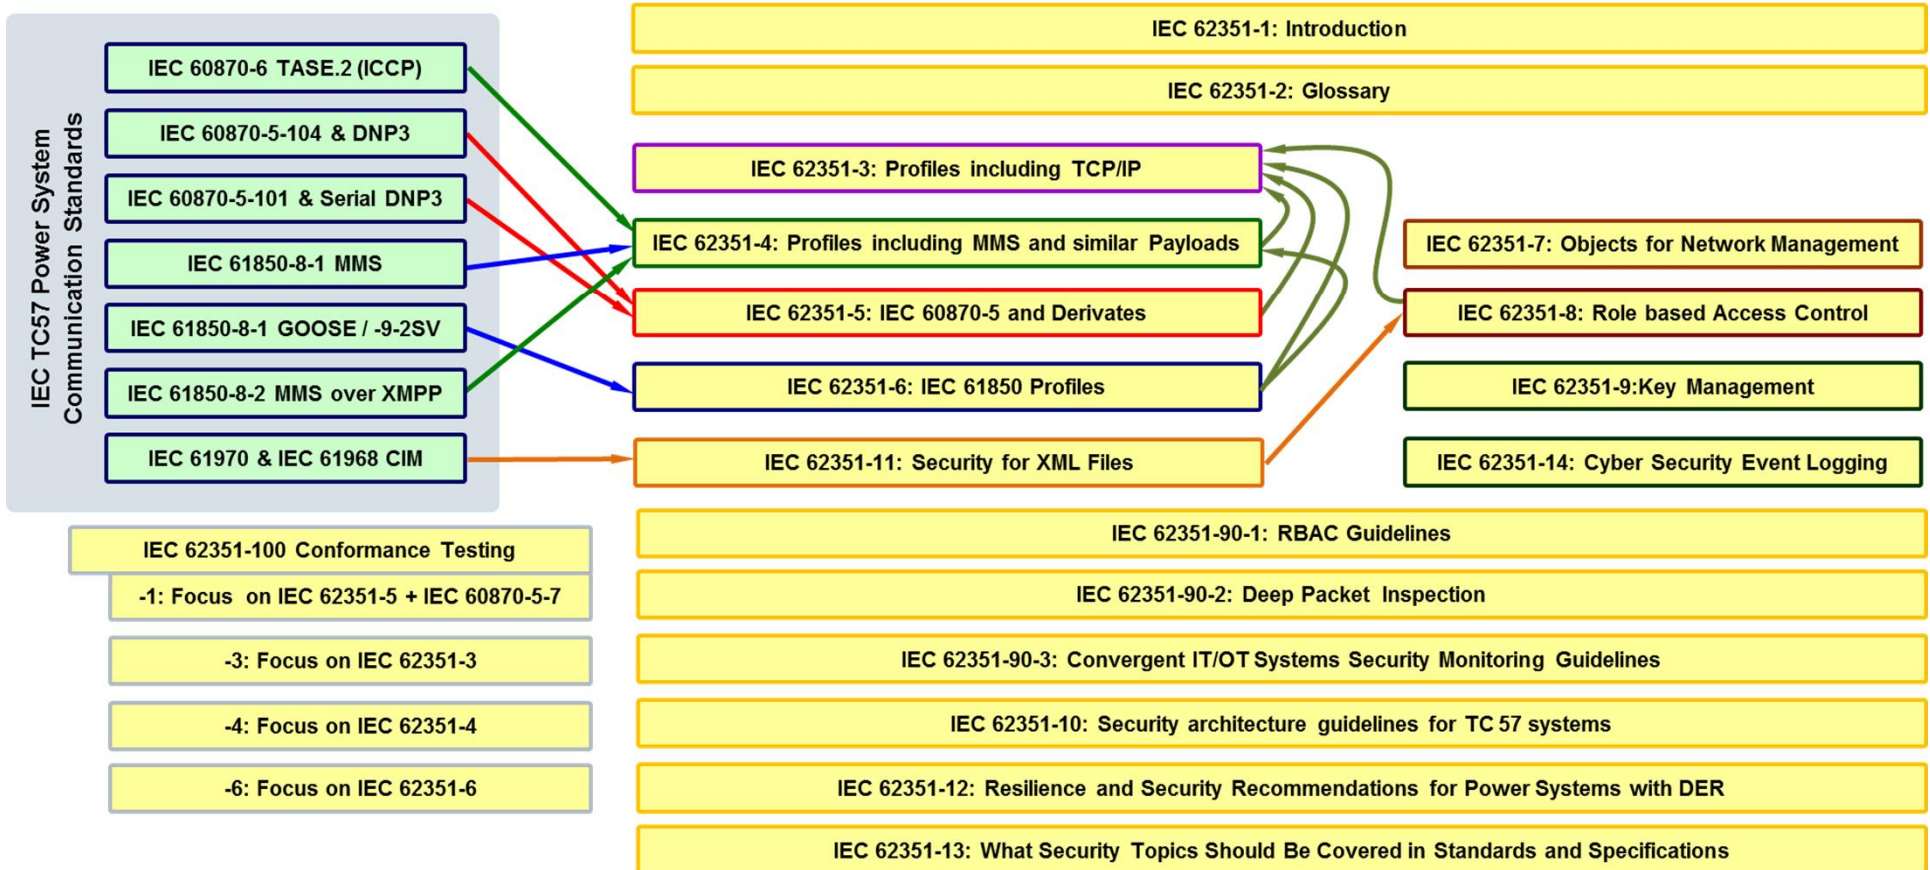 IEC TC57 Power System
Communication Standards
IEC 60870-6 TASE.2 (ICCP)
IEC 60870-5-104 & DNP3
IEC 60870-5-101 & Serial DNP3
IEC 61850-8-1 MMS
IEC 61850-8-1 GOOSE / -9-2SV
IEC 61850-8-2 MMS over XMPP
IEC 61970 & IEC 61968 CIM
IEC 62351-100 Conformance Testing
-1: Focus on IEC 62351-5 + IEC 60870-5-7
-3: Focus on IEC 62351-3
-4: Focus on IEC 62351-4
-6: Focus on IEC 62351-6
IEC 62351-1: Introduction
IEC 62351-2: Glossary
IEC 62351-3: Profiles including TCP/IP
IEC 62351-4: Profiles including MMS and similar Payloads
IEC 62351-5: IEC 60870-5 and Derivates
IEC 62351-6: IEC 61850 Profiles
IEC 62351-11: Security for XML Files
IEC 62351-7: Objects for Network Management
IEC 62351-8: Role based Access Control
IEC 62351-9:Key Management
IEC 62351-14: Cyber Security Event Logging
IEC 62351-90-1: RBAC Guidelines
IEC 62351-90-2: Deep Packet Inspection
IEC 62351-90-3: Convergent IT/OT Systems Security Monitoring Guidelines
IEC 62351-10: Security architecture guidelines for TC 57 systems
IEC 62351-12: Resilience and Security Recommendations for Power Systems with DER
IEC 62351-13: What Security Topics Should Be Covered in Standards and Specifications